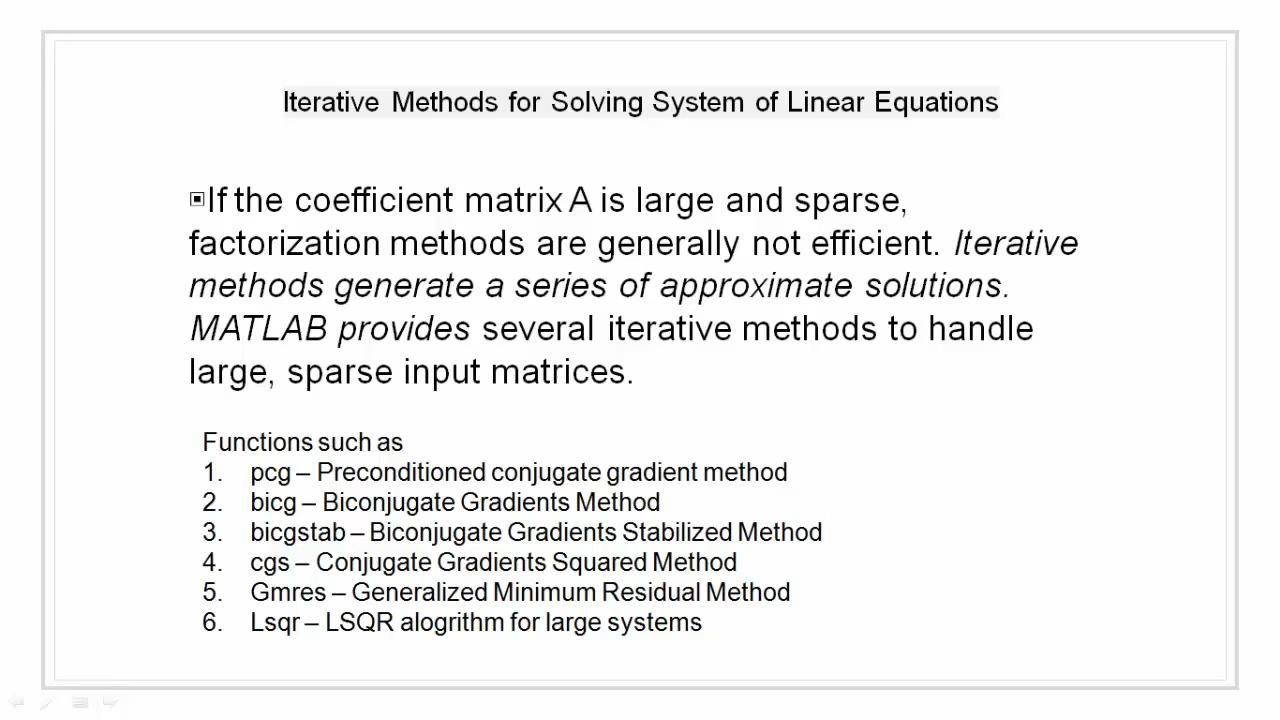 Iterative Methods for Solving System of Linear Equations
If the coefficient matrix A is large and sparse,
factorization methods are generally not efficient. Iterative
methods generate a series of approximate solutions.
MATLAB provides several iterative methods to handle
large, sparse input matrices.
Functions such as
1. pcg – Preconditioned conjugate gradient method
2. bicg – Biconjugate Gradients Method
3. bicgstab – Biconjugate Gradients Stabilized Method
4. cgs – Conjugate Gradients Squared Method
5. Gmres – Generalized Minimum Residual Method
6. Lsqr – LSQR alogrithm for large systems